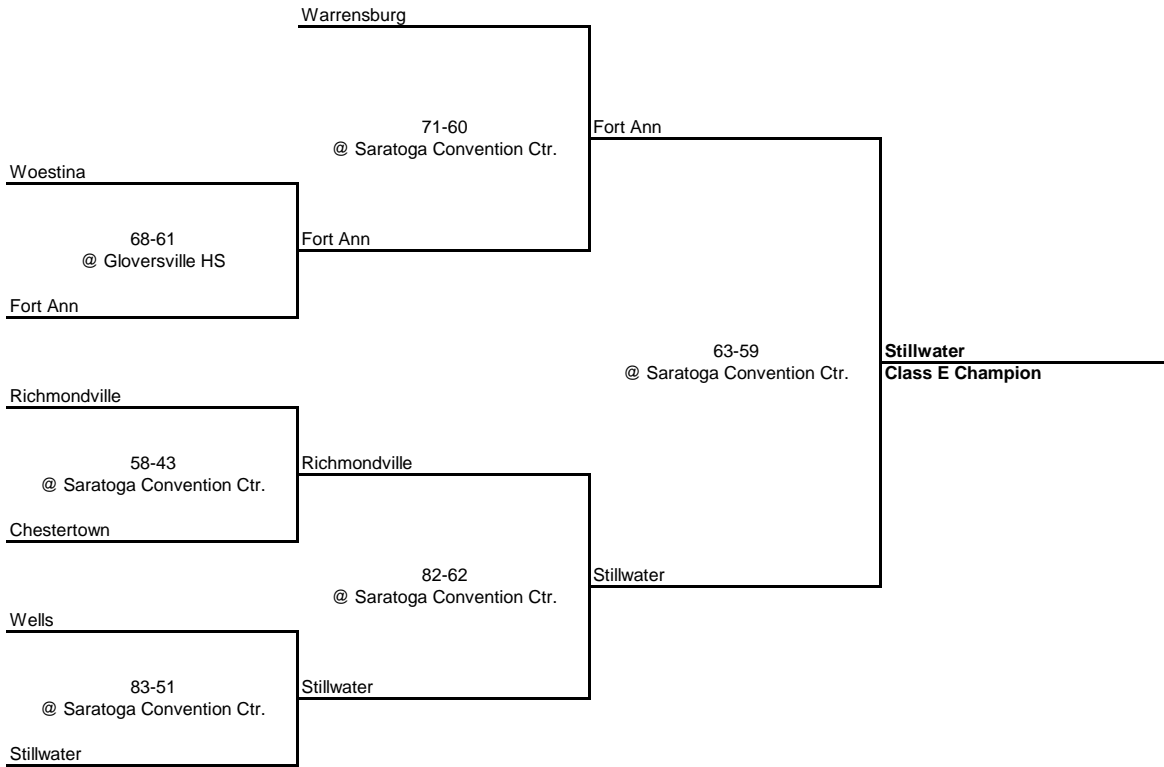 Warrensburg
71-60
@ Saratoga Convention Ctr.
Fort Ann
Woestina
68-61
@ Gloversville HS
Fort Ann
Fort Ann
63-59
@ Saratoga Convention Ctr.
Stillwater
Class E Champion
Richmondville
58-43
@ Saratoga Convention Ctr.
Richmondville
Chestertown
82-62
@ Saratoga Convention Ctr.
Stillwater
Wells
83-51
@ Saratoga Convention Ctr.
Stillwater
Stillwater